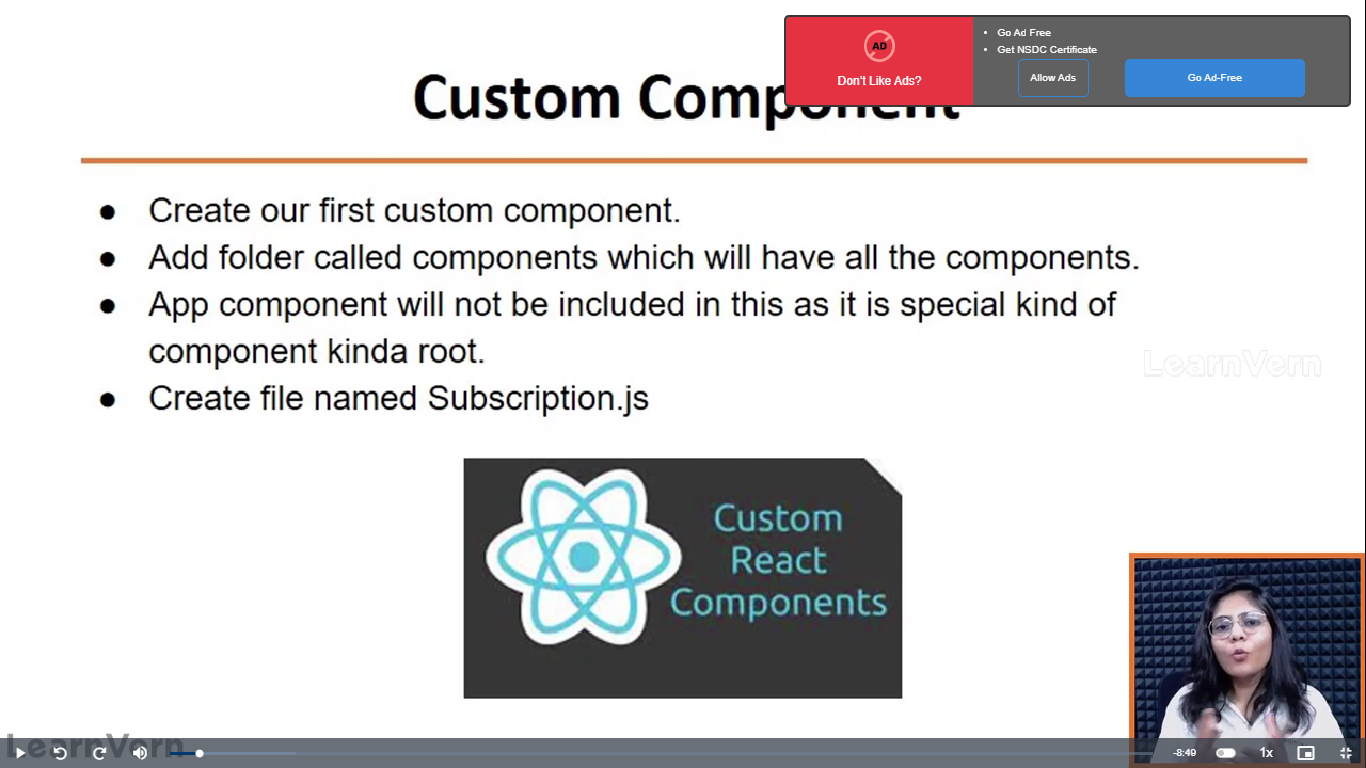 AD
Don't Like Ads?
Go Ad Free
Get NSDC Certificate
Allow Ads
Go Ad-Free
Custom Component
● Create our first custom component.
● Add folder called components which will have all the components.
● App component will not be included in this as it is special kind of
component kinda root.
● Create file named Subscription.js
LearnVern
Custom
React
Components
LearnVern
-8:49
1x